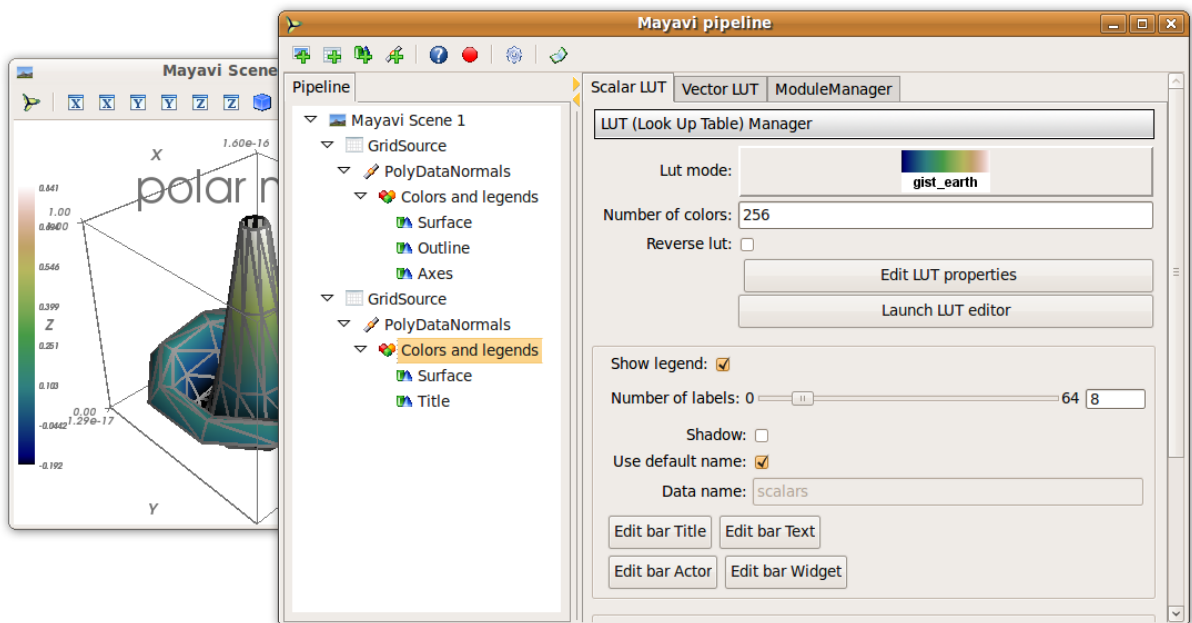 Mayavi pipeline
Mayavi Scene
X X Y Y Z Z
X
1.60e-16
polar
0.841
1.00
0.546
0.399
Z
0.251
0.103
0.00
-0.0442
1.29e-17
-0.192
Y
Pipeline
Mayavi Scene 1
GridSource
PolyDataNormals
Colors and legends
Surface
Outline
Axes
GridSource
PolyDataNormals
Colors and legends
Surface
Title
Scalar LUT Vector LUT ModuleManager
LUT (Look Up Table) Manager
Lut mode: gist_earth
Number of colors: 256
Reverse lut:
Edit LUT properties
Launch LUT editor
Show legend:
Number of labels: 0 64 8
Shadow:
Use default name:
Data name: scalars
Edit bar Title Edit bar Text
Edit bar Actor Edit bar Widget